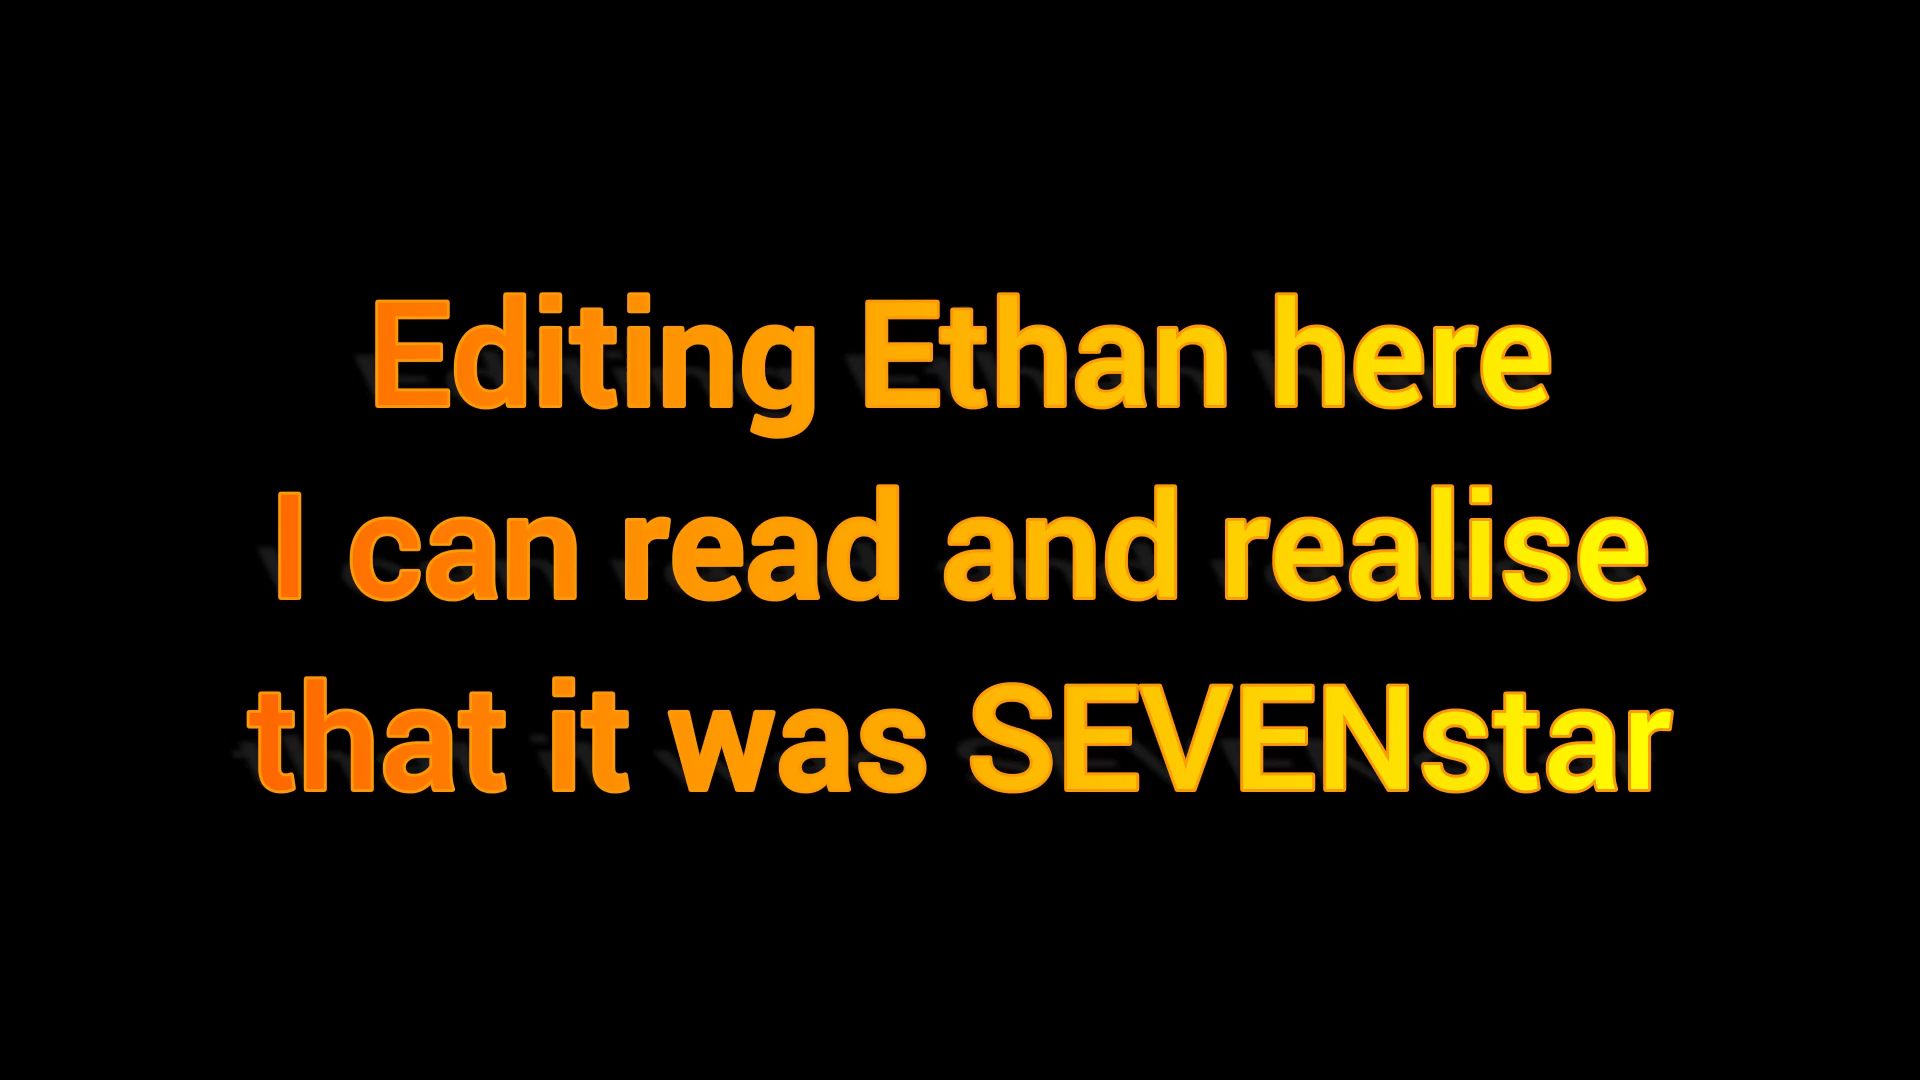 Editing Ethan here
I can read and realise
that it was SEVENstar